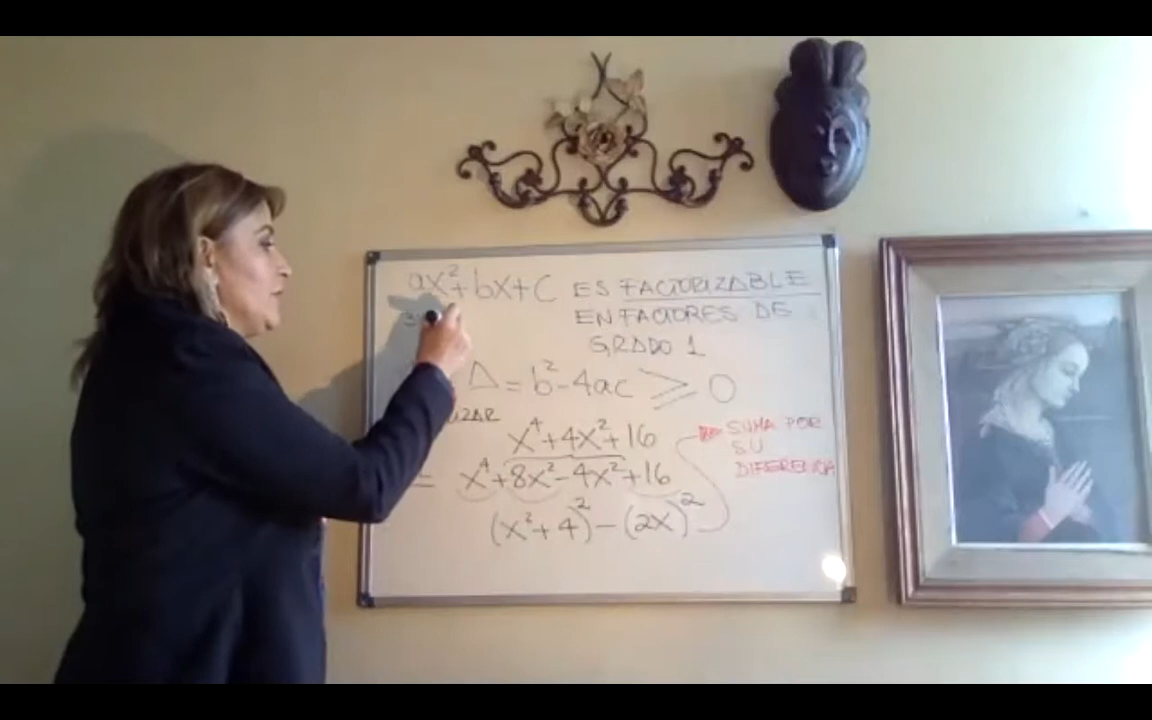 ax²+bx+c ES FACTORIZABLE
EN FACTORES DE
GRADO 1
Δ = b²-4ac ≥ 0
x⁴+4x²+16
= x⁴+8x²-4x²+16
(x²+4)²-(2x)²
SUMA POR
SU
DIFERENCIA